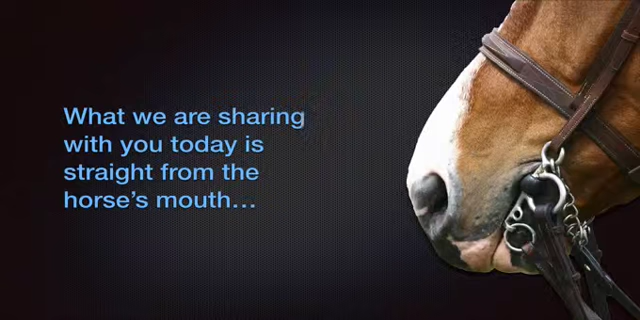 What we are sharing
with you today is
straight from the
horse’s mouth…